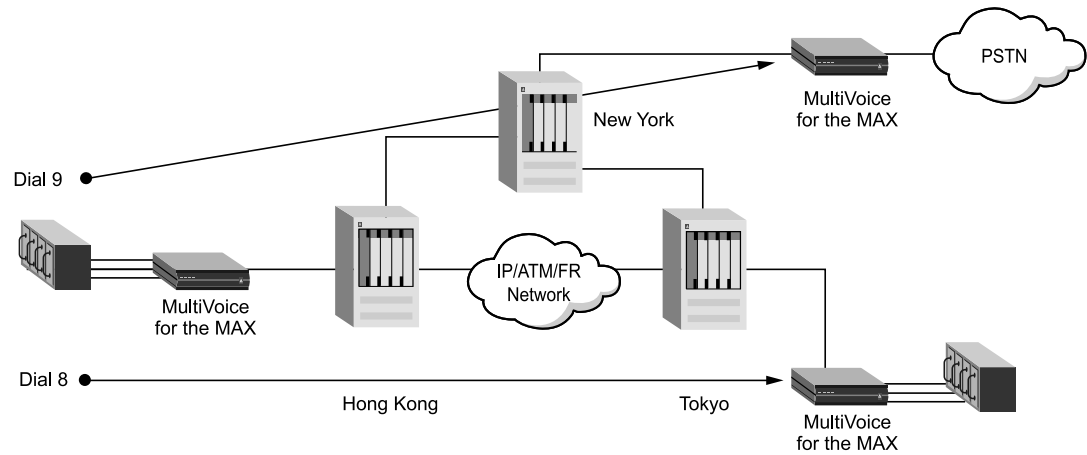 PSTN
MultiVoice
for the MAX
New York
Dial 9
IP/ATM/FR
Network
MultiVoice
for the MAX
Dial 8
Hong Kong
Tokyo
MultiVoice
for the MAX